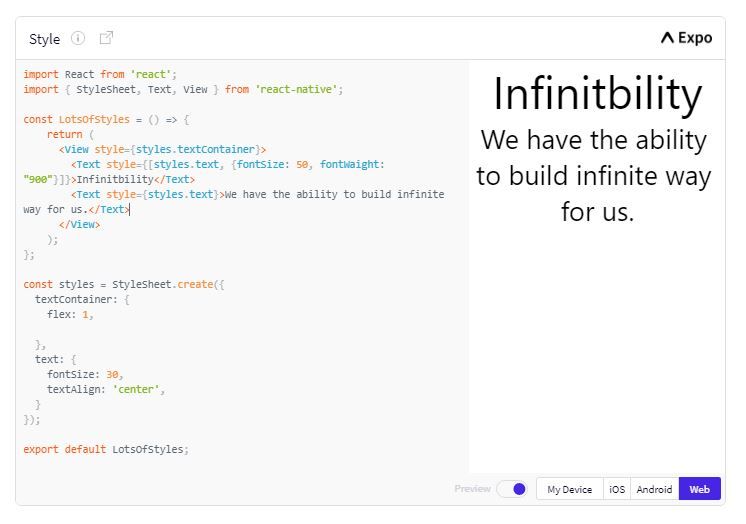 Style
Expo
import React from 'react';
import { StyleSheet, Text, View } from 'react-native';
const LotsOfStyles = () => {
return (
<View style={styles.textContainer}>
<Text style={[styles.text, {fontSize: 50, fontWaight:
"900"}]}>Infinitbility</Text>
<Text style={styles.text}>We have the ability to build infinite
way for us.</Text>
</View>
);
};
const styles = StyleSheet.create({
textContainer: {
flex: 1,
},
text: {
fontSize: 30,
textAlign: 'center',
}
});
export default LotsOfStyles;
Infinitbility
We have the ability
to build infinite way
for us.
Preview
My Device
iOS
Android
Web